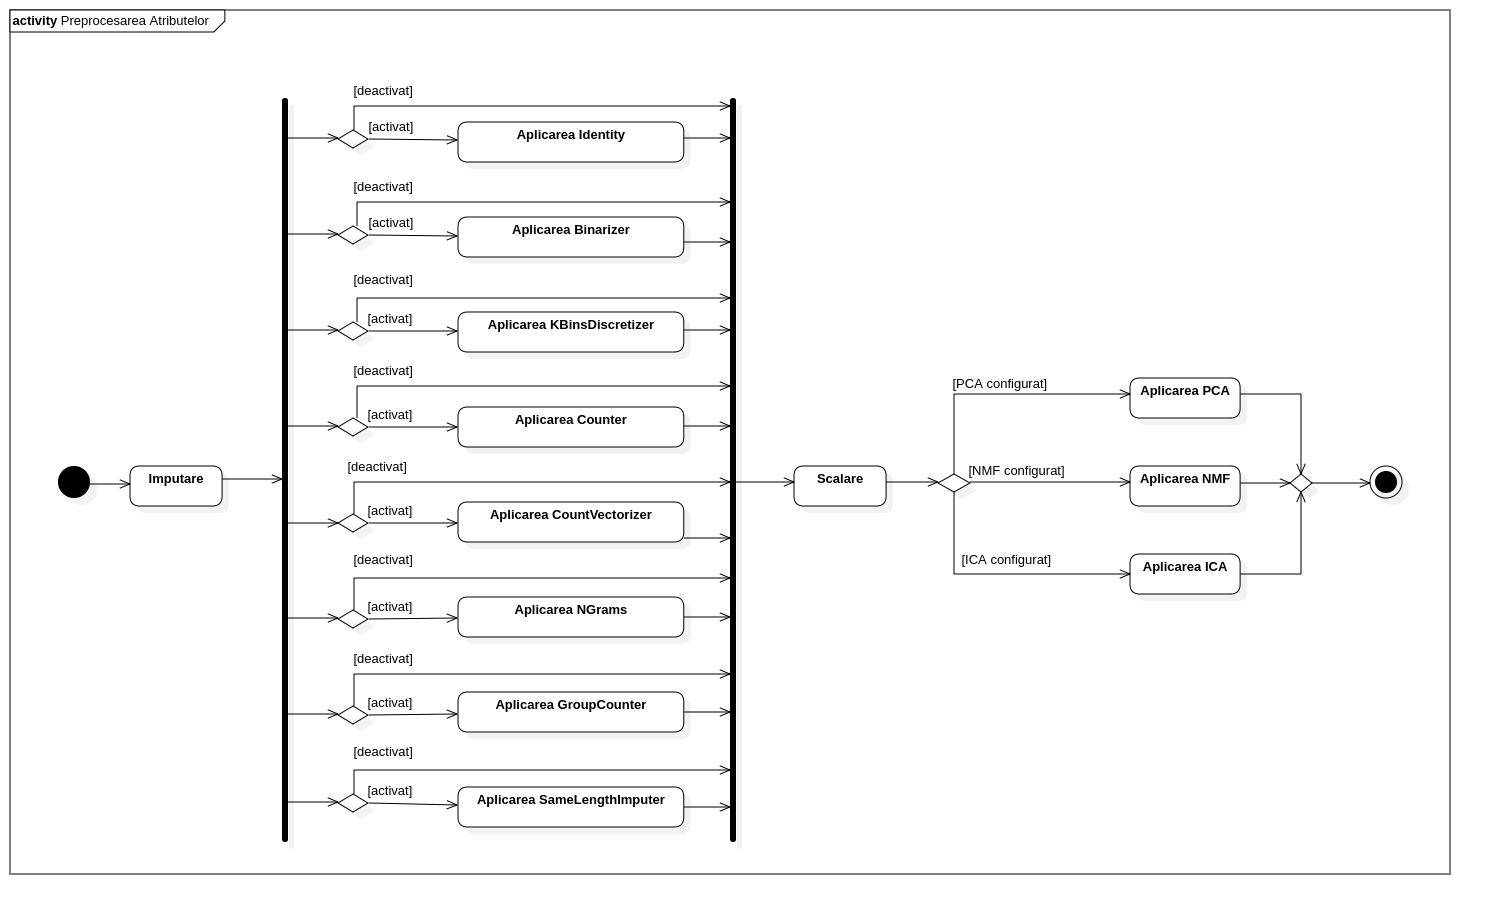 activity Preprocesarea Atributelor
[deactivat]
[activat]
Aplicarea Identity
[deactivat]
[activat]
Aplicarea Binarizer
[deactivat]
[activat]
Aplicarea KBinsDiscretizer
[deactivat]
[activat]
Aplicarea Counter
[deactivat]
[activat]
Aplicarea CountVectorizer
[deactivat]
[activat]
Aplicarea NGrams
[deactivat]
[activat]
Aplicarea GroupCounter
[deactivat]
[activat]
Aplicarea SameLengthImputer
Imputare
Scalare
[PCA configurat]
Aplicarea PCA
[NMF configurat]
Aplicarea NMF
[ICA configurat]
Aplicarea ICA